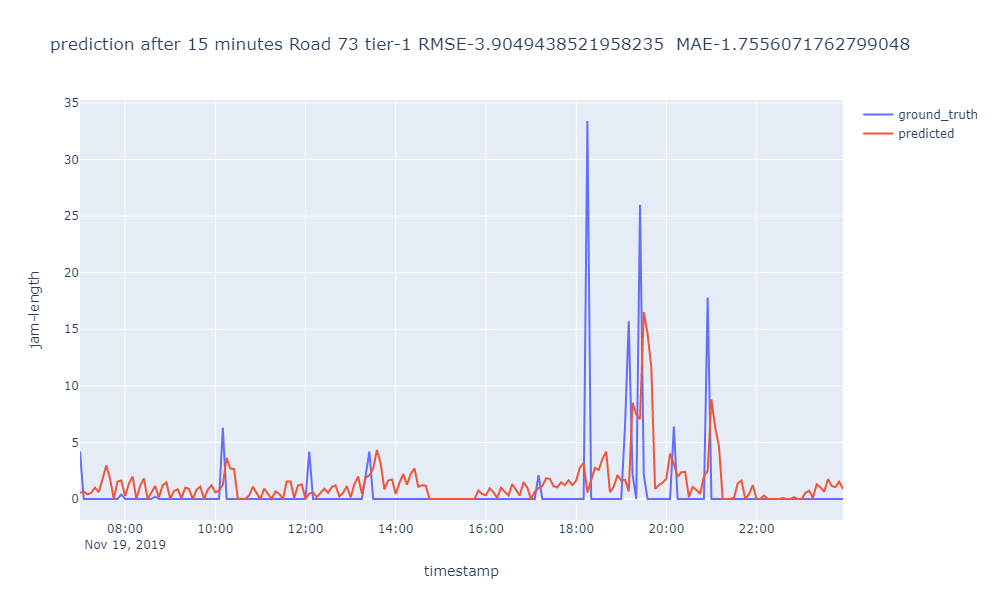 prediction after 15 minutes Road 73 tier-1 RMSE-3.9049438521958235  MAE-1.7556071762799048
ground_truth
predicted
35
30
25
20
15
10
5
0
jam-length
08:00 10:00 12:00 14:00 16:00 18:00 20:00 22:00
Nov 19, 2019
timestamp